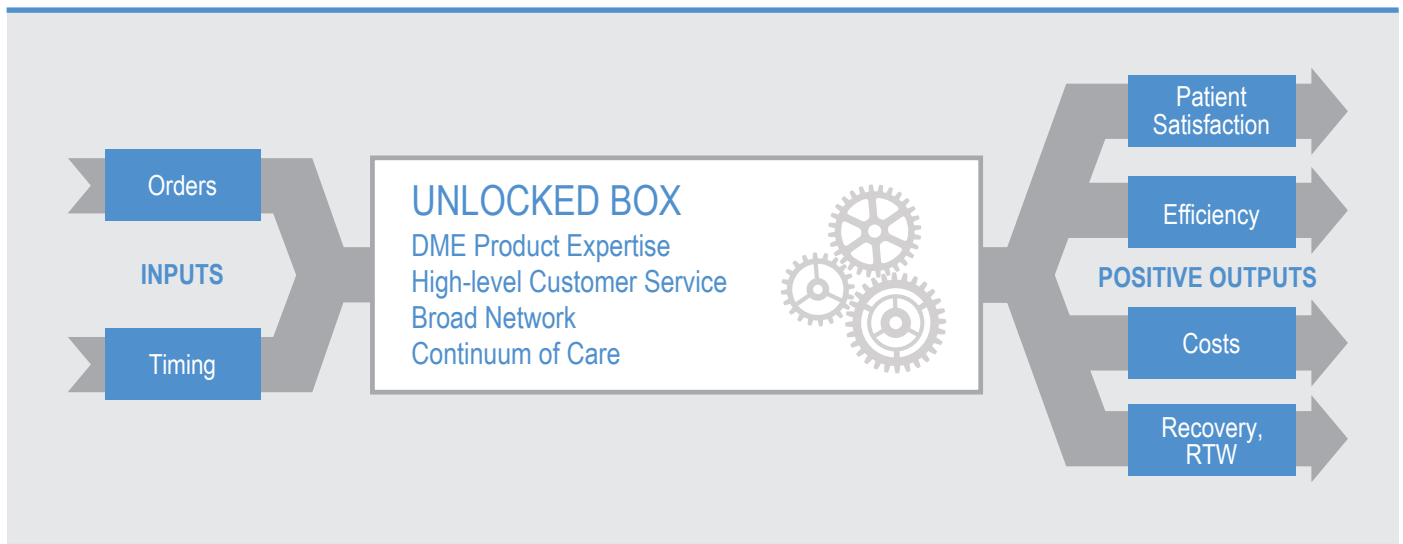 Orders
INPUTS
Timing
UNLOCKED BOX
DME Product Expertise
High-level Customer Service
Broad Network
Continuum of Care
Patient
Satisfaction
Efficiency
POSITIVE OUTPUTS
Costs
Recovery,
RTW